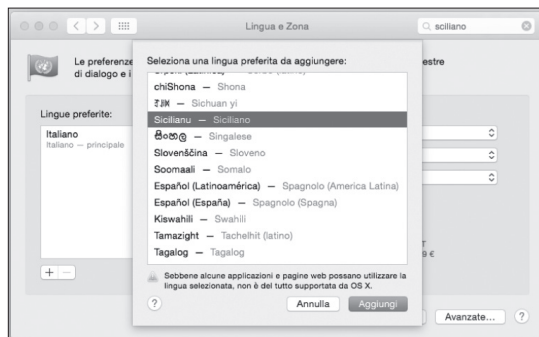 Lingua e Zona
sciliano
Le preferenze
di dialogo e i
estre
Seleziona una lingua preferita da aggiungere:
chiShona — Shona
ꆈꌠꉙ — Sichuan yi
Sicilianu — Siciliano
සිංහල — Singalese
Slovenščina — Sloveno
Soomaali — Somalo
Español (Latinoamérica) — Spagnolo (America Latina)
Español (España) — Spagnolo (Spagna)
Kiswahili — Swahili
Tamazight — Tachelhit (latino)
Tagalog — Tagalog
Lingue preferite:
Italiano
Italiano — principale
T
9 €
Sebbene alcune applicazioni e pagine web possano utilizzare la
lingua selezionata, non è del tutto supportata da OS X.
Annulla
Aggiungi
Avanzate...